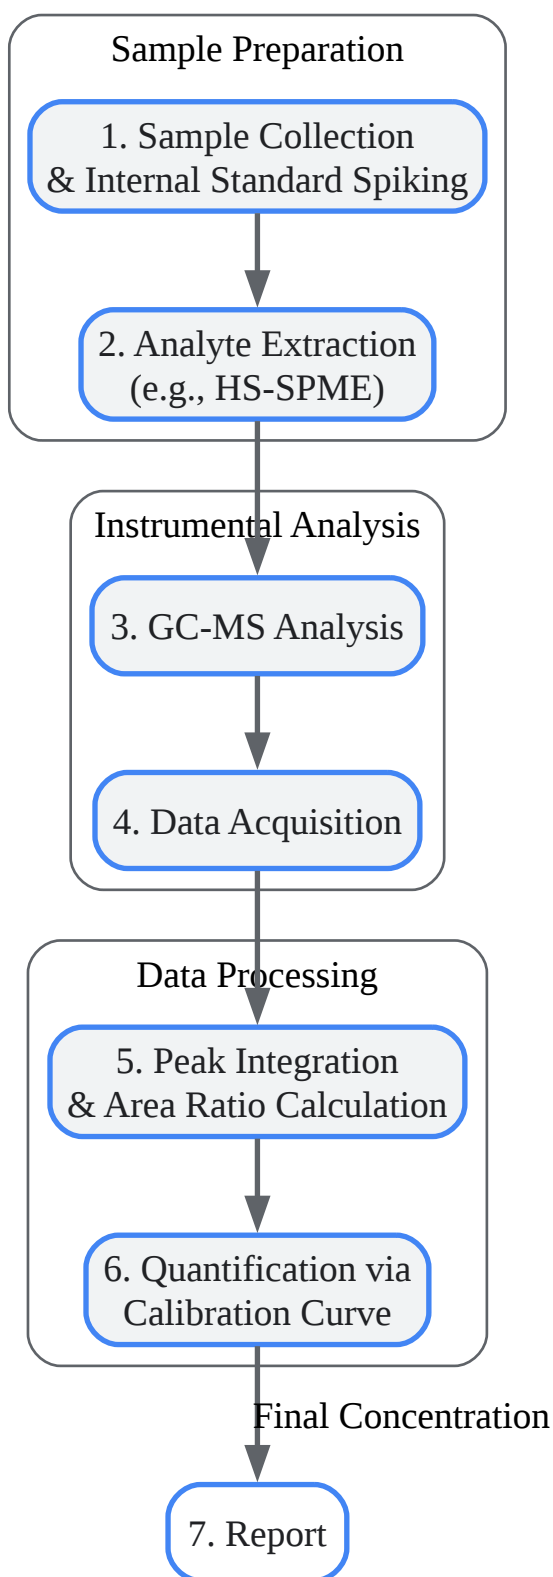 Sample Preparation
1. Sample Collection
& Internal Standard Spiking
2. Analyte Extraction
(e.g., HS-SPME)
Instrumental Analysis
3. GC-MS Analysis
4. Data Acquisition
Data Processing
5. Peak Integration
& Area Ratio Calculation
6. Quantification via
Calibration Curve
Final Concentration
7. Report